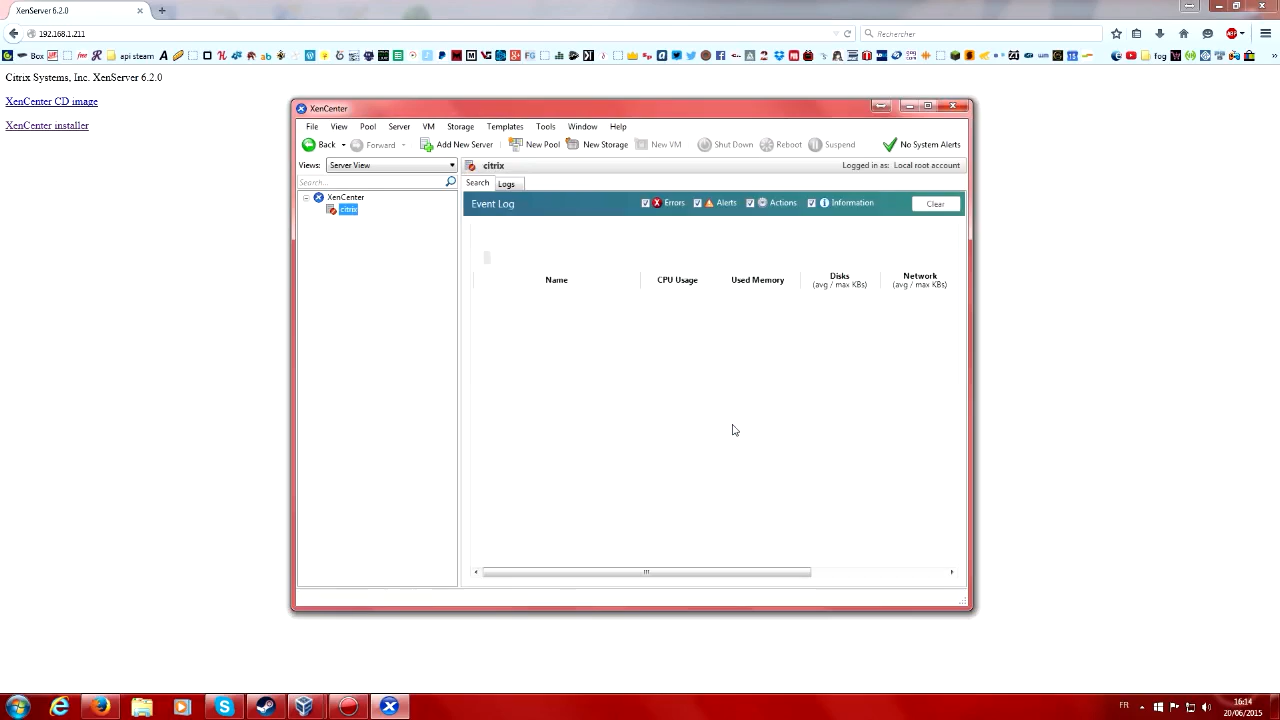 XenServer 6.2.0
192.168.1.211
Rechercher
Box
api steam
fog
Citrix Systems, Inc. XenServer 6.2.0
XenCenter CD image
XenCenter installer
XenCenter
File View Pool Server VM Storage Templates Tools Window Help
Back Forward Add New Server New Pool New Storage New VM Shut Down Reboot Suspend No System Alerts
Views: Server View
citrix
Logged in as: Local root account
Search...
Search Logs
XenCenter
citrix
Event Log Errors Alerts Actions Information Clear
Name CPU Usage Used Memory Disks Network
(avg / max KBs) (avg / max KBs)
FR
16:14
20/06/2015